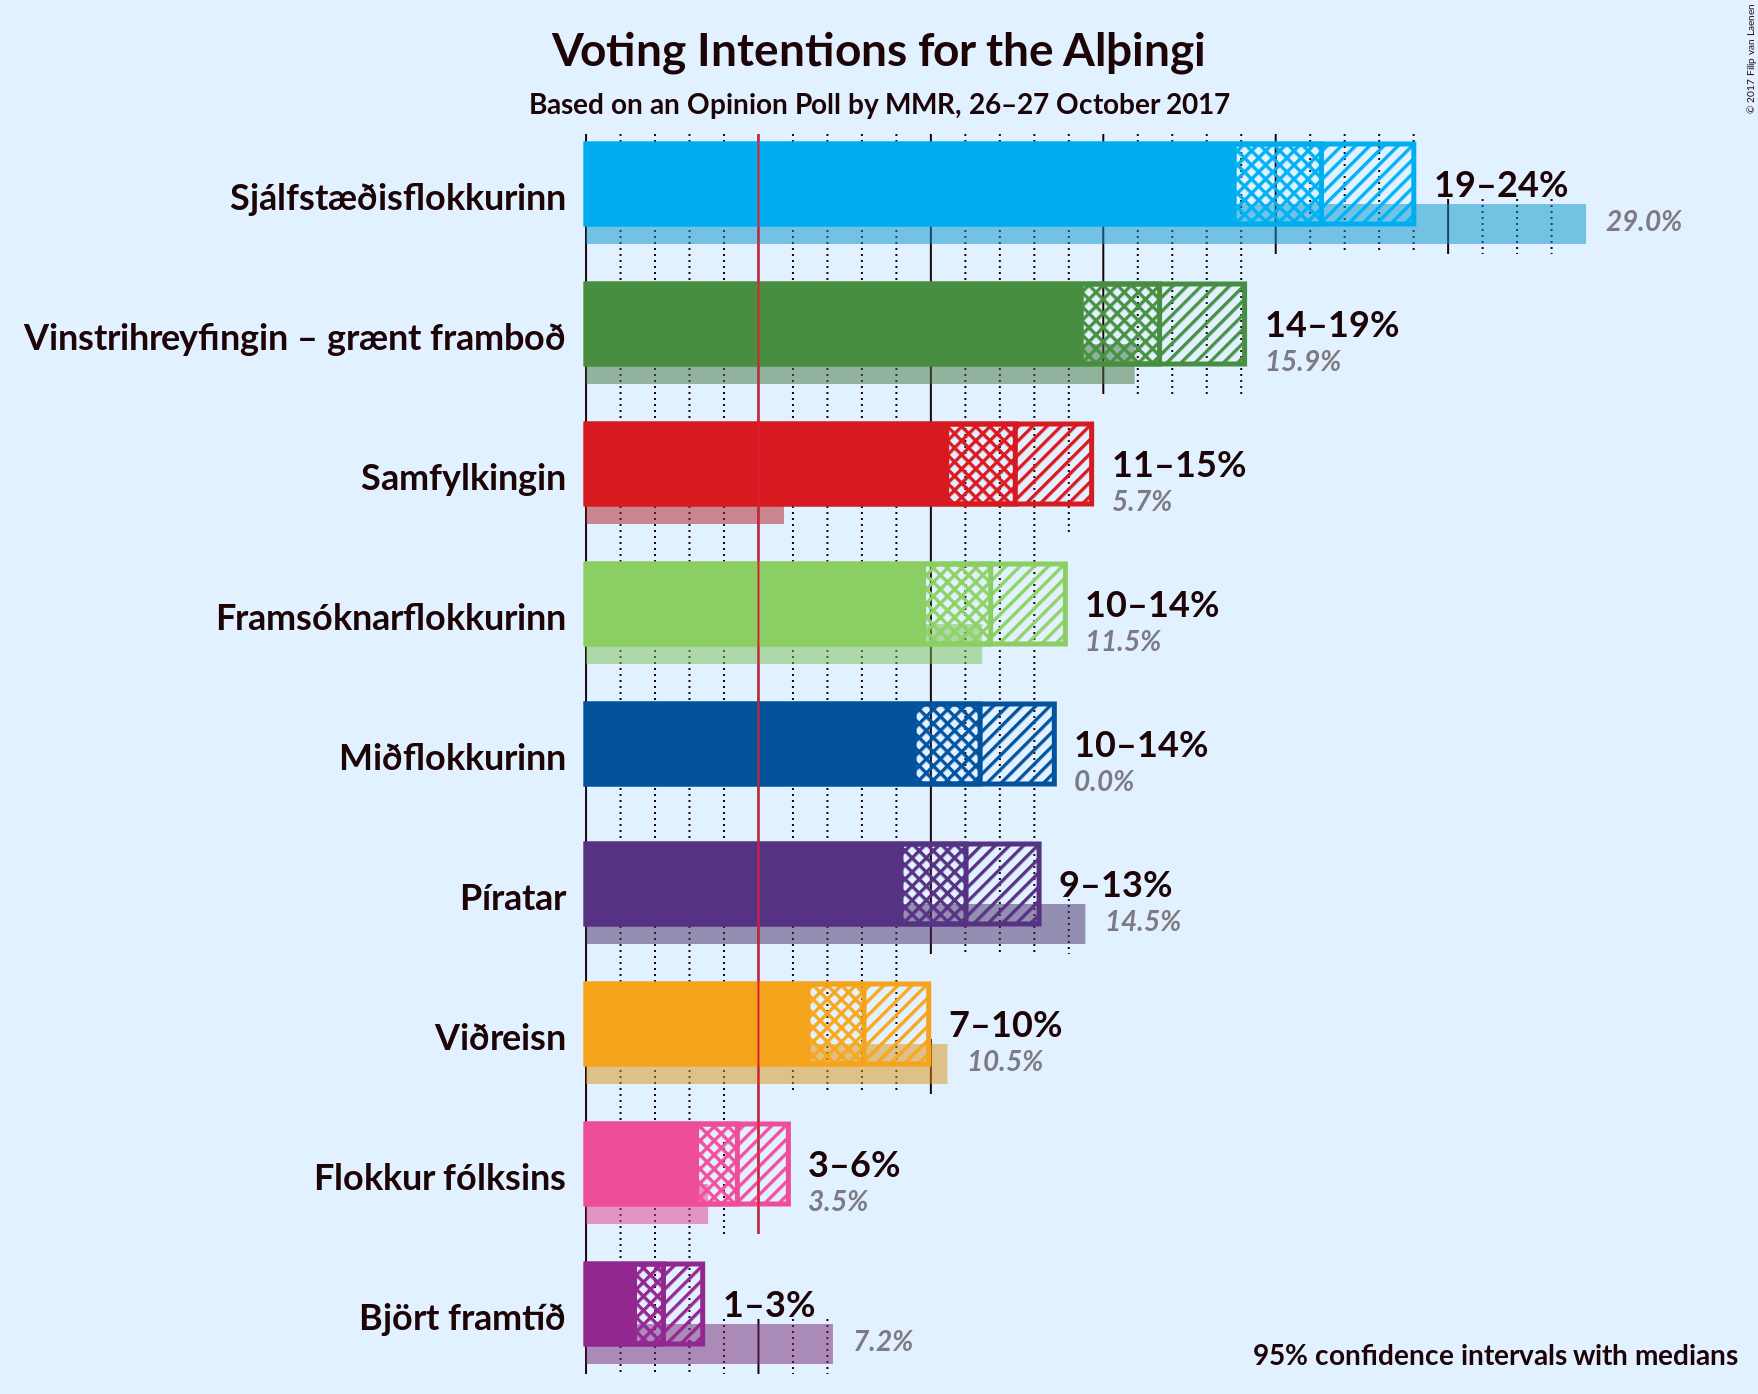 Voting Intentions for the Alþingi
Based on an Opinion Poll by MMR, 26–27 October 2017
© 2017 Filip van Laenen
Sjálfstæðisflokkurinn
19–24%
29.0%
Vinstrihreyfingin – grænt framboð
14–19%
15.9%
Samfylkingin
11–15%
5.7%
Framsóknarflokkurinn
10–14%
11.5%
Miðflokkurinn
10–14%
0.0%
Píratar
9–13%
14.5%
Viðreisn
7–10%
10.5%
Flokkur fólksins
3–6%
3.5%
Björt framtíð
1–3%
7.2%
95% confidence intervals with medians